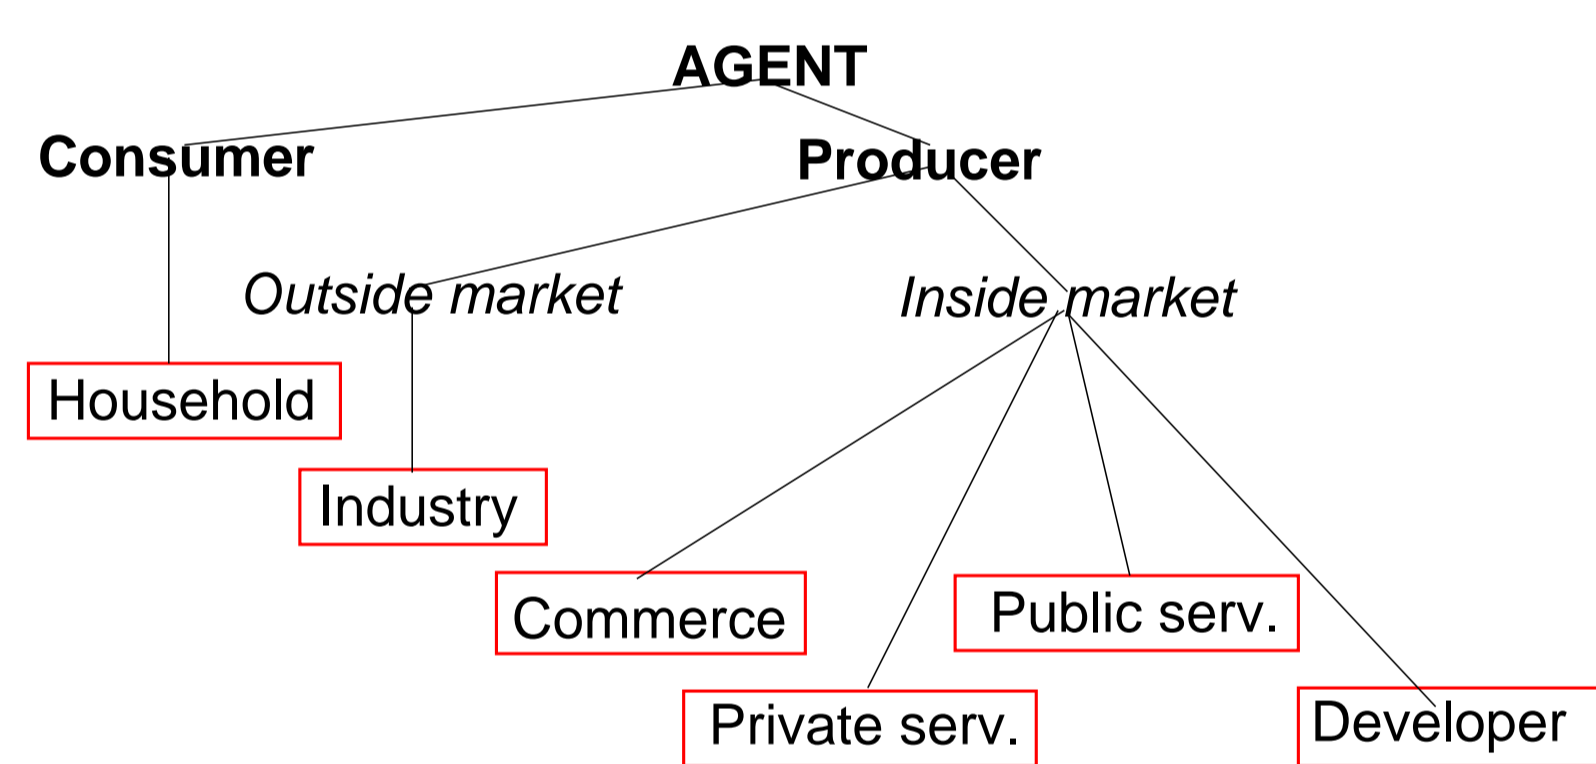 AGENT
Consumer
Producer
Outside market
Inside market
Household
Industry
Commerce
Public serv.
Private serv.
Developer